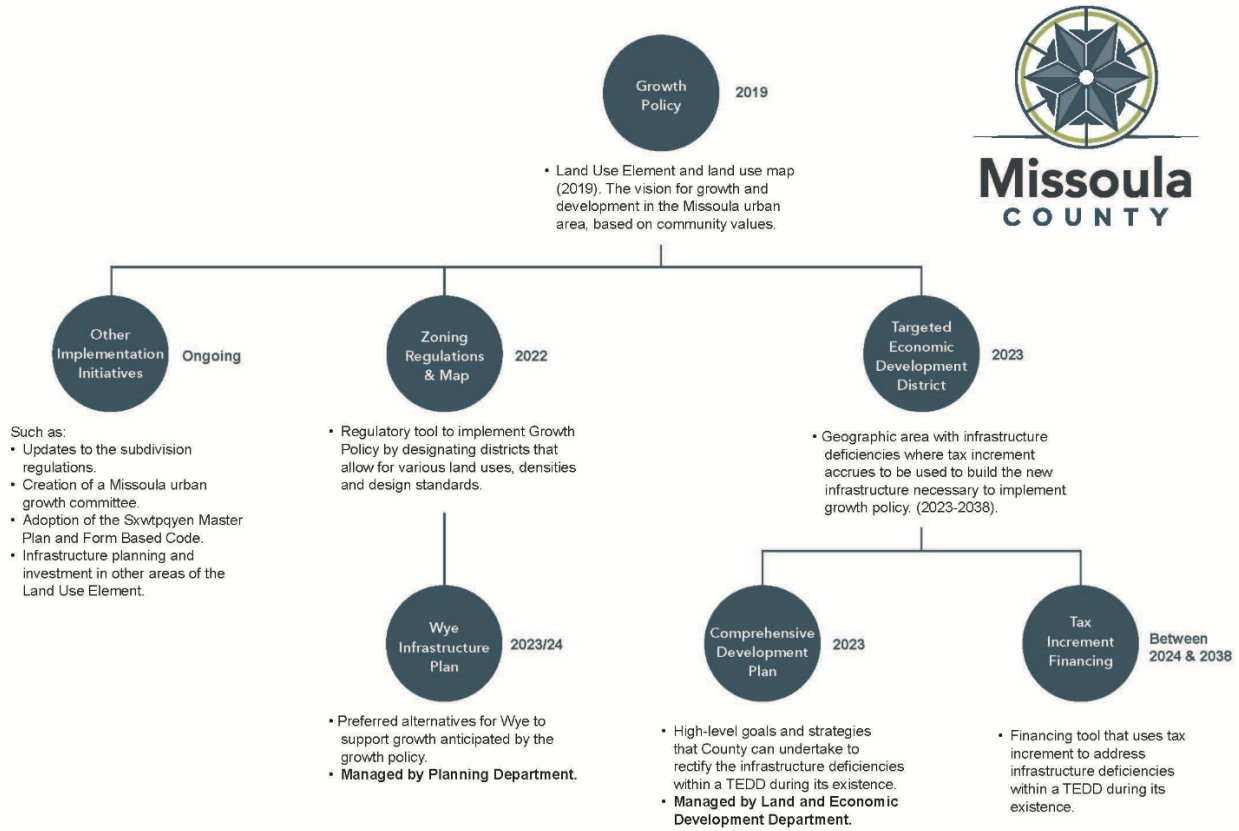 Growth
Policy
2019
• Land Use Element and land use map
(2019). The vision for growth and
development in the Missoula urban
area, based on community values.
Missoula
COUNTY
Other
Implementation
Initiatives
Ongoing
Such as:
• Updates to the subdivision
regulations.
• Creation of a Missoula urban
growth committee.
• Adoption of the Sxwtpqyen Master
Plan and Form Based Code.
• Infrastructure planning and
investment in other areas of the
Land Use Element.
Zoning
Regulations
& Map
2022
• Regulatory tool to implement Growth
Policy by designating districts that
allow for various land uses, densities
and design standards.
Targeted
Economic
Development
District
2023
• Geographic area with infrastructure
deficiencies where tax increment
accrues to be used to build the new
infrastructure necessary to implement
growth policy. (2023-2038).
Wye
Infrastructure
Plan
2023/24
• Preferred alternatives for Wye to
support growth anticipated by the
growth policy.
• Managed by Planning Department.
Comprehensive
Development
Plan
2023
• High-level goals and strategies
that County can undertake to
rectify the infrastructure deficiencies
within a TEDD during its existence.
• Managed by Land and Economic
Development Department.
Tax
Increment
Financing
Between
2024 & 2038
• Financing tool that uses tax
increment to address
infrastructure deficiencies
within a TEDD during its
existence.